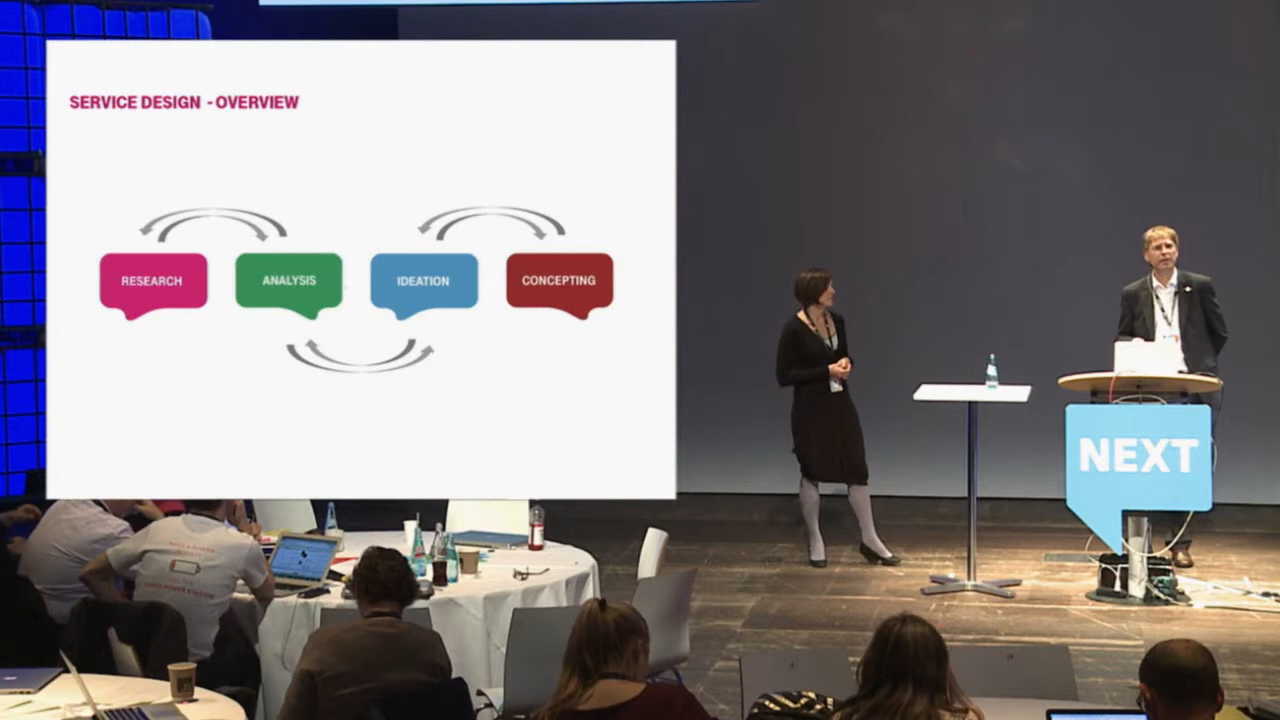 SERVICE DESIGN - OVERVIEW
RESEARCH
ANALYSIS
IDEATION
CONCEPTING
NEXT